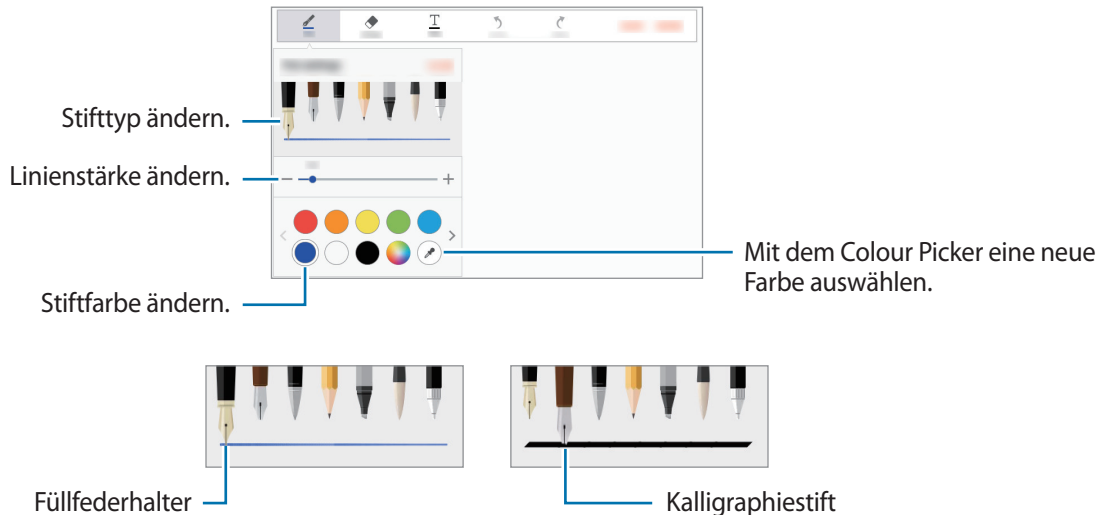 T
Stifttyp ändern.
Linienstärke ändern.
Mit dem Colour Picker eine neue
Farbe auswählen.
Stiftfarbe ändern.
Füllfederhalter
Kalligraphiestift